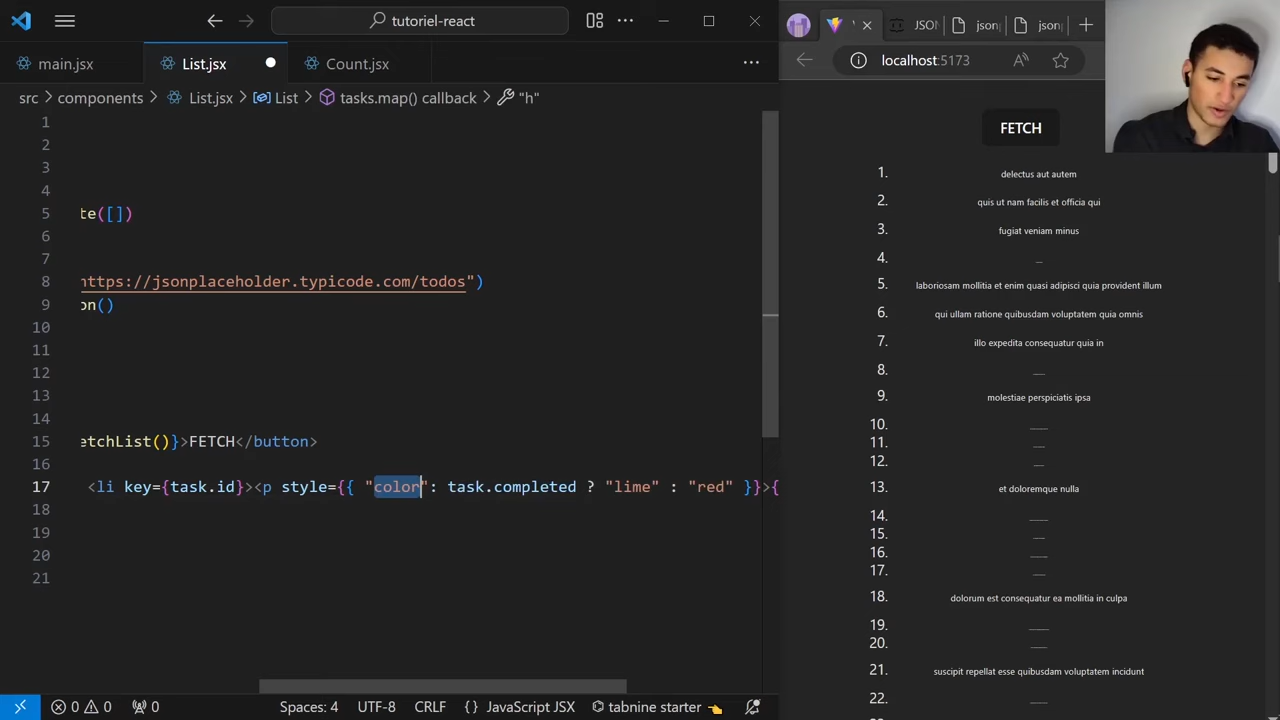 tutoriel-react
main.jsx
List.jsx
Count.jsx
src
components
List.jsx
List
tasks.map() callback
"h"
1
2
3
4
5
te([])
6
7
8
https://jsonplaceholder.typicode.com/todos")
9
on()
10
11
12
13
14
15
etchList()}>FETCH</button>
16
17
<li key={task.id}><p style={{ "color": task.completed ? "lime" : "red" }}>{
18
19
20
21
0
0
0
Spaces: 4
UTF-8
CRLF
{} JavaScript JSX
tabnine starter
JSON
json
json
localhost:5173
FETCH
1. delectus aut autem
2. quis ut nam facilis et officia qui
3. fugiat veniam minus
4.
5. laboriosam mollitia et enim quasi adipisci quia provident illum
6. qui ullam ratione quibusdam voluptatem quia omnis
7. illo expedita consequatur quia in
8.
9. molestiae perspiciatis ipsa
10.
11.
12.
13. et doloremque nulla
14.
15.
16.
17.
18. dolorum est consequatur ea mollitia in culpa
19.
20.
21. suscipit repellat esse quibusdam voluptatem incidunt
22.